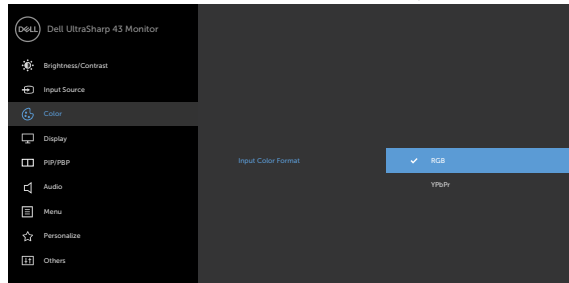 DELL
Dell UltraSharp 43 Monitor
Brightness/Contrast
Input Source
Color
Display
PIP/PBP
Input Color Format
RGB
YPbPr
Audio
Menu
Personalize
Others